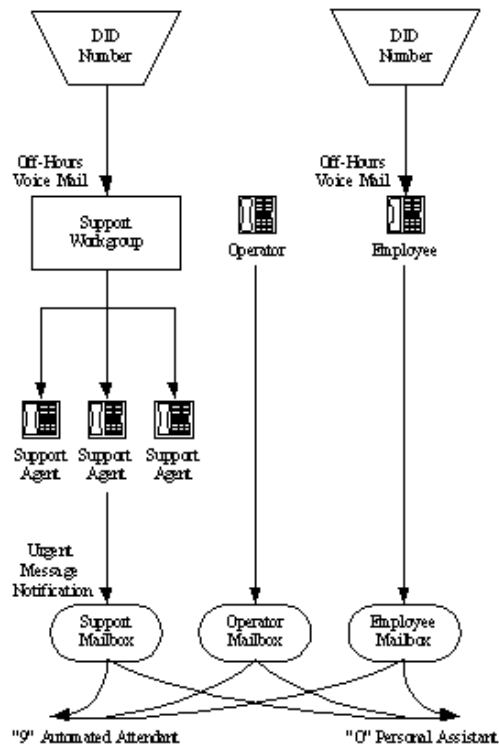 DID
Number
DID
Number
Off-Hours
Voice Mail
Off-Hours
Voice Mail
Support
Workgroup
Operator
Employee
Support
Agent
Support
Agent
Support
Agent
Urgent
Message
Notification
Support
Mailbox
Operator
Mailbox
Employee
Mailbox
"9" Automated Attendant
"0" Personal Assistant